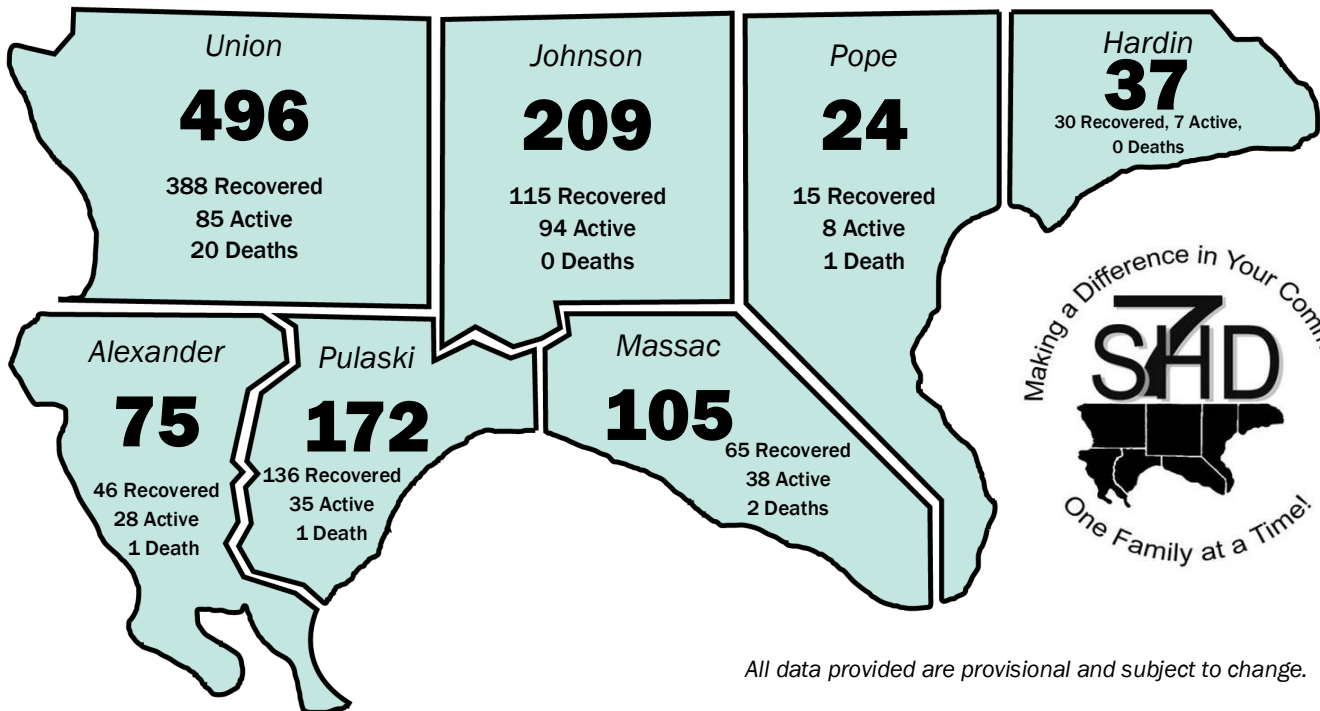 Union
496
388 Recovered
85 Active
20 Deaths
Johnson
209
115 Recovered
94 Active
0 Deaths
Pope
24
15 Recovered
8 Active
1 Death
Hardin
37
30 Recovered, 7 Active,
0 Deaths
Alexander
75
46 Recovered
28 Active
1 Death
Pulaski
172
136 Recovered
35 Active
1 Death
Massac
105
65 Recovered
38 Active
2 Deaths
Making a Difference in Your Comm
S7HD
One Family at a Time!
All data provided are provisional and subject to change.